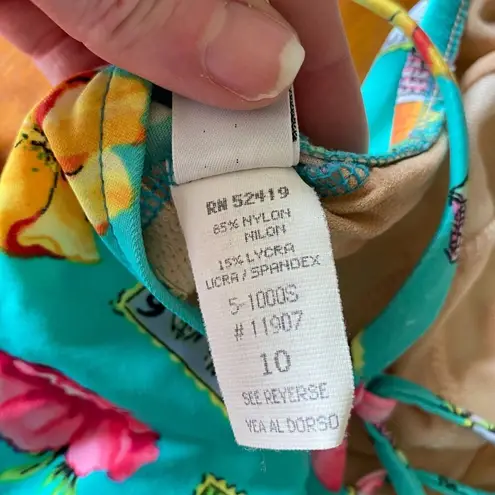 RN 52419
85% NYLON
NILON
15% LYCRA
LICRA / SPANDEX
5-1000S
# 11907
10
SEE REVERSE
VEA AL DORSO